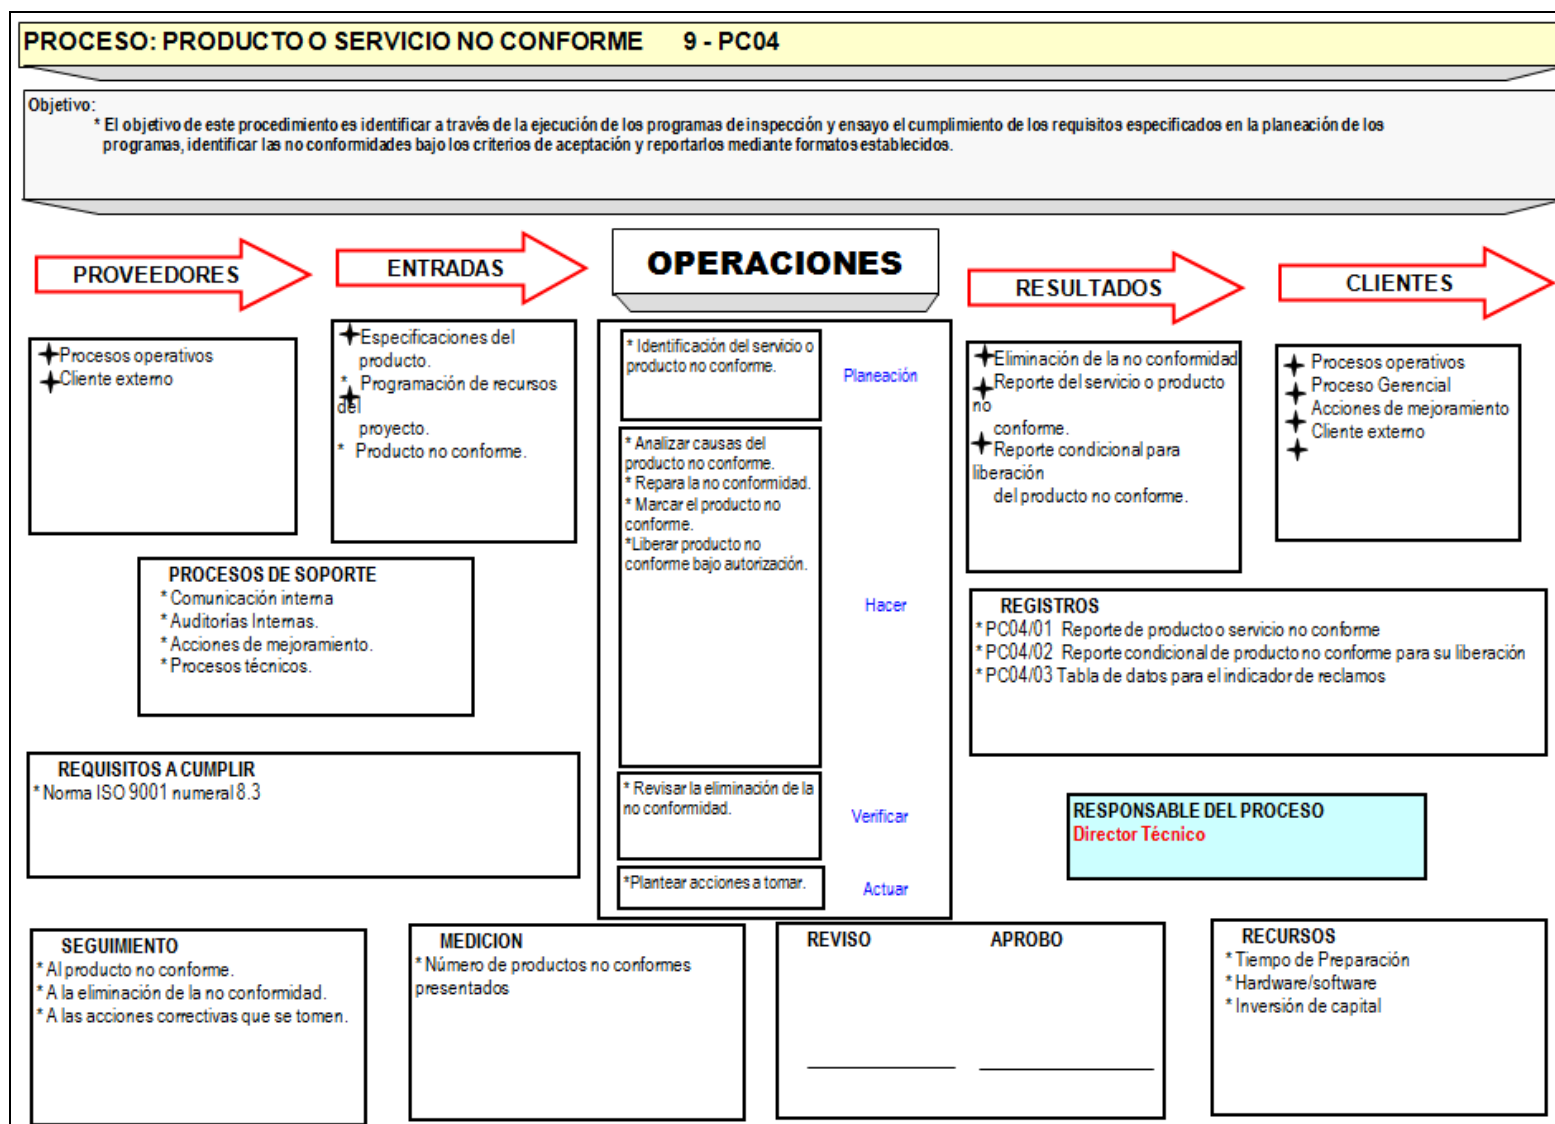 PROCESO: PRODUCTO O SERVICIO NO CONFORME 9 - PC04
Objetivo:
* El objetivo de este procedimiento es identificar a través de la ejecución de los programas de inspección y ensayo el cumplimiento de los requisitos especificados en la planeación de los
programas, identificar las no conformidades bajo los criterios de aceptación y reportarlos mediante formatos establecidos.
PROVEEDORES
ENTRADAS
OPERACIONES
RESULTADOS
CLIENTES
Procesos operativos
Cliente externo
Especificaciones del
producto.
* Programación de recursos
del
proyecto.
* Producto no conforme.
* Identificación del servicio o
producto no conforme.
Planeación
* Analizar causas del
producto no conforme.
* Repara la no conformidad.
* Marcar el producto no
conforme.
*Liberar producto no
conforme bajo autorización.
Hacer
* Revisar la eliminación de la
no conformidad.
Verificar
*Plantear acciones a tomar.
Actuar
Eliminación de la no conformidad
Reporte del servicio o producto
no
conforme.
Reporte condicional para
liberación
del producto no conforme.
Procesos operativos
Proceso Gerencial
Acciones de mejoramiento
Cliente externo
PROCESOS DE SOPORTE
* Comunicación interna
* Auditorías Internas.
* Acciones de mejoramiento.
* Procesos técnicos.
REGISTROS
* PC04/01 Reporte de producto o servicio no conforme
* PC04/02 Reporte condicional de producto no conforme para su liberación
* PC04/03 Tabla de datos para el indicador de reclamos
REQUISITOS A CUMPLIR
* Norma ISO 9001 numeral 8.3
RESPONSABLE DEL PROCESO
Director Técnico
SEGUIMIENTO
* Al producto no conforme.
* A la eliminación de la no conformidad.
* A las acciones correctivas que se tomen.
MEDICION
* Número de productos no conformes
presentados
REVISO APROBO
RECURSOS
* Tiempo de Preparación
* Hardware/software
* Inversión de capital